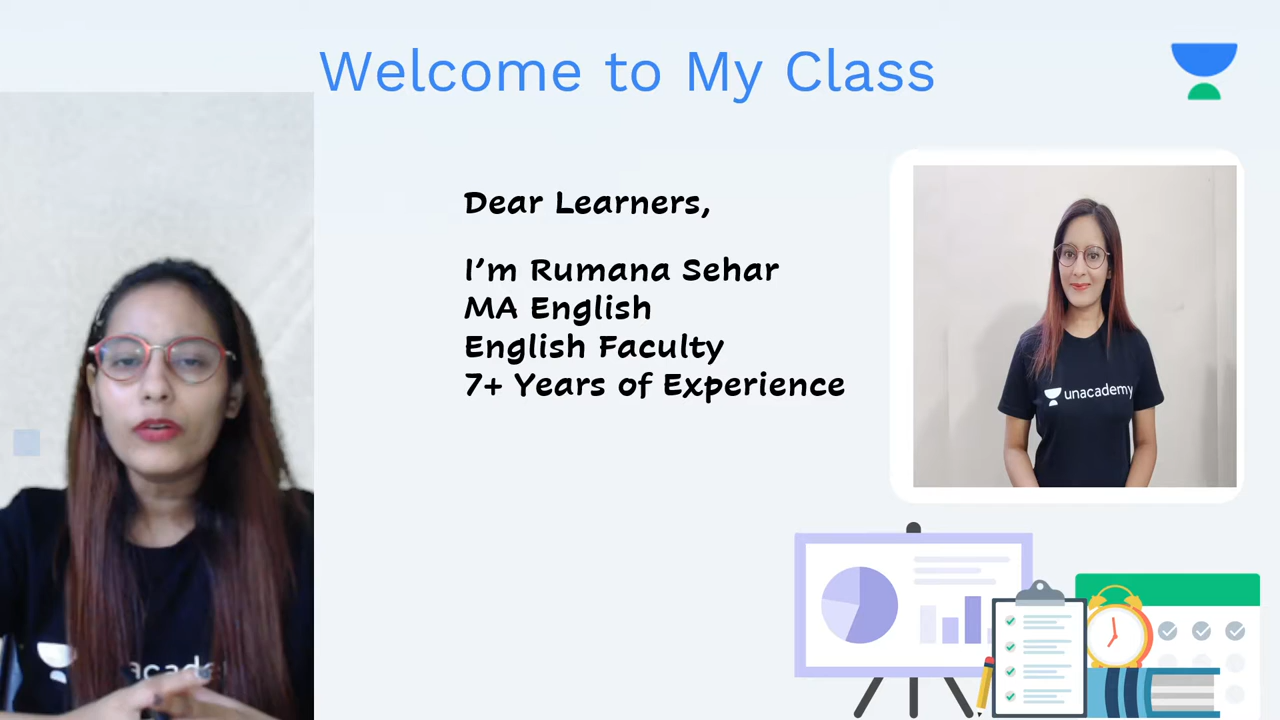 Welcome to My Class
Dear Learners,
I'm Rumana Sehar
MA English
English Faculty
7+ Years of Experience
unacademy